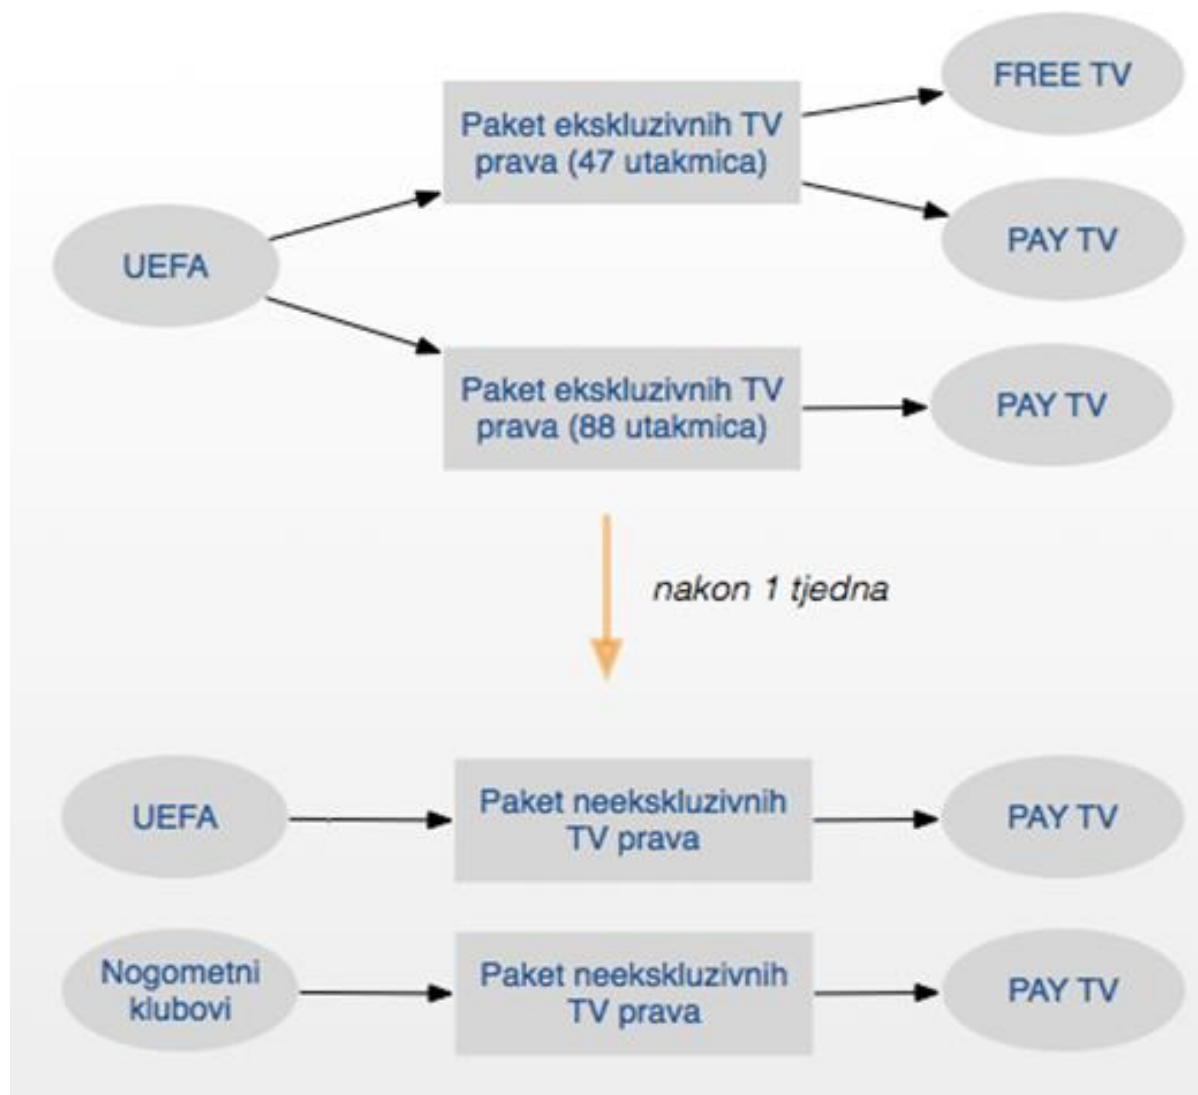 FREE TV
Paket ekskluzivnih TV
prava (47 utakmica)
PAY TV
UEFA
Paket ekskluzivnih TV
prava (88 utakmica)
PAY TV
nakon 1 tjedna
UEFA
Paket neekskluzivnih
TV prava
PAY TV
Nogometni
klubovi
Paket neekskluzivnih
TV prava
PAY TV